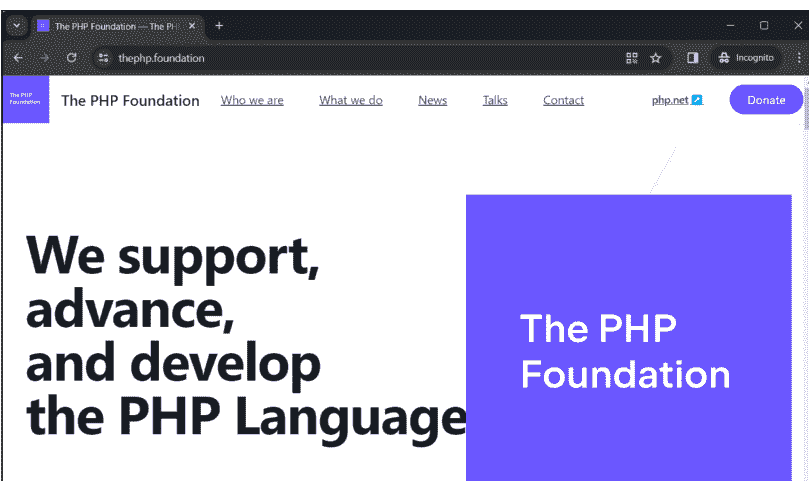 The PHP Foundation — The PH
thephp.foundation
Incognito
The PHP
Foundation
The PHP Foundation
Who we are
What we do
News
Talks
Contact
php.net
Donate
We support,
advance,
and develop
the PHP Language
The PHP
Foundation